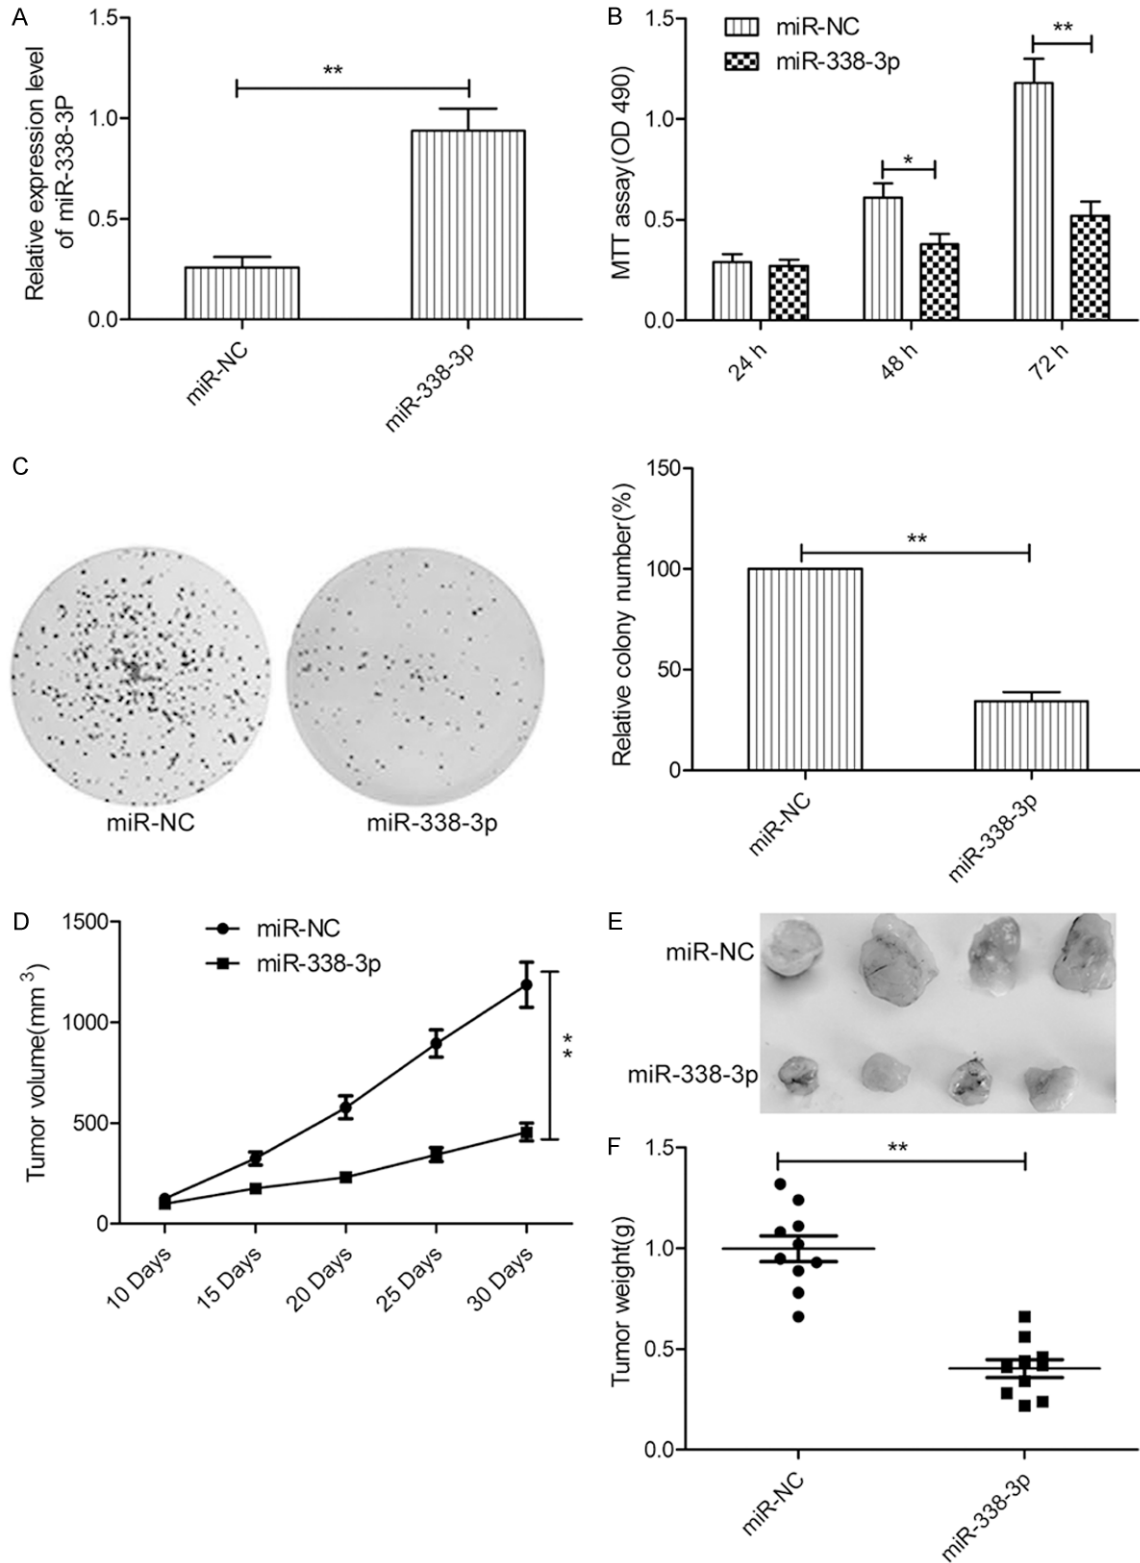 A
1.5
1.0
0.5
0.0
Relative expression level
of miR-338-3P
**
miR-NC
miR-338-3p
B
1.5
1.0
0.5
0.0
MTT assay(OD 490)
miR-NC
miR-338-3p
*
**
24 h
48 h
72 h
C
miR-NC
miR-338-3p
150
100
50
0
Relative colony number(%)
**
miR-NC
miR-338-3p
D
1500
1000
500
0
Tumor volume(mm3)
miR-NC
miR-338-3p
**
10 Days
15 Days
20 Days
25 Days
30 Days
E
miR-NC
miR-338-3p
F
1.5
1.0
0.5
0.0
Tumor weight(g)
**
miR-NC
miR-338-3p